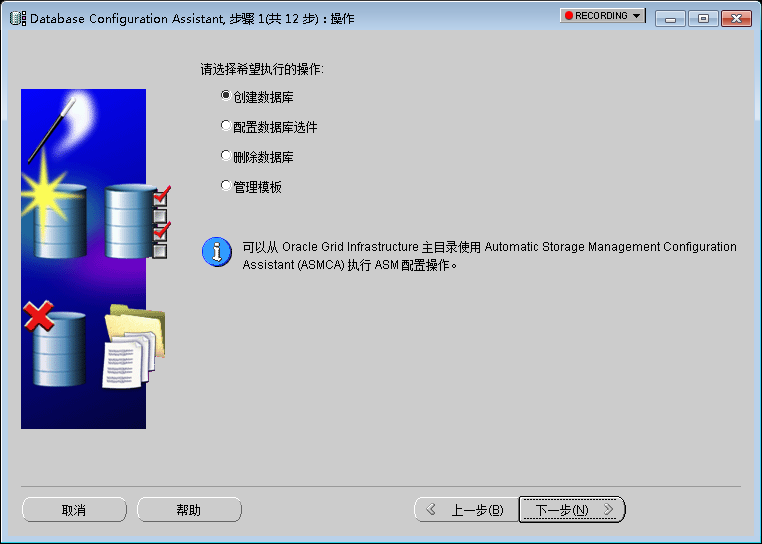 Database Configuration Assistant, 步骤 1(共 12 步) : 操作
RECORDING
请选择希望执行的操作:
创建数据库
配置数据库选件
删除数据库
管理模板
可以从 Oracle Grid Infrastructure 主目录使用 Automatic Storage Management Configuration
Assistant (ASMCA) 执行 ASM 配置操作。
取消
帮助
上一步(B)
下一步(N)